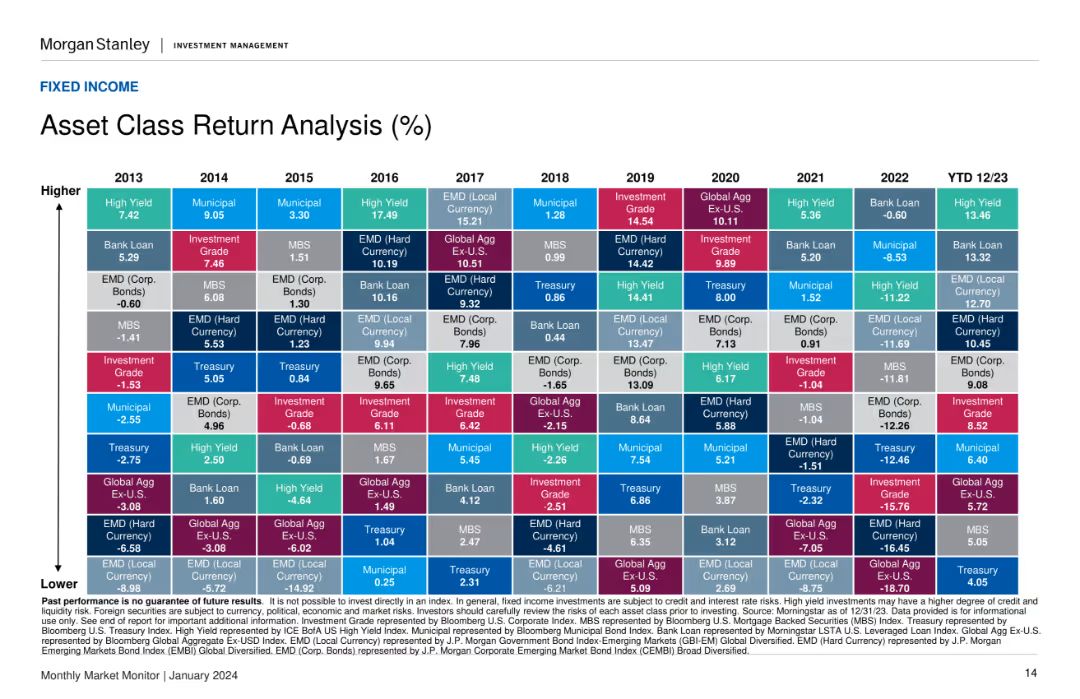 Morgan Stanley | INVESTMENT MANAGEMENT
FIXED INCOME
Asset Class Return Analysis (%)
2013 2014 2015 2016 2017 2018 2019 2020 2021 2022 YTD 12/23
Higher
High Yield 7.42
Municipal 9.05
Municipal 3.30
High Yield 17.49
EMD (Local Currency) 15.21
Municipal 1.28
Investment Grade 14.54
Global Agg Ex-U.S. 10.11
High Yield 5.36
Bank Loan -0.60
High Yield 13.46
Bank Loan 5.29
Investment Grade 7.46
MBS 1.51
EMD (Hard Currency) 10.19
Global Agg Ex-U.S. 10.51
MBS 0.99
EMD (Hard Currency) 14.42
Investment Grade 9.89
Bank Loan 5.20
Municipal -8.53
Bank Loan 13.32
EMD (Corp. Bonds) -0.60
MBS 6.08
EMD (Corp. Bonds) 1.30
Bank Loan 10.16
EMD (Hard Currency) 9.32
Treasury 0.86
High Yield 14.41
Treasury 8.00
Municipal 1.52
High Yield -11.22
EMD (Local Currency) 12.70
MBS -1.41
EMD (Hard Currency) 5.53
EMD (Hard Currency) 1.23
EMD (Local Currency) 9.94
EMD (Corp. Bonds) 7.96
Bank Loan 0.44
EMD (Local Currency) 13.47
EMD (Corp. Bonds) 7.13
EMD (Corp. Bonds) 0.91
EMD (Local Currency) -11.69
EMD (Hard Currency) 10.45
Investment Grade -1.53
Treasury 5.05
Treasury 0.84
EMD (Corp. Bonds) 9.65
High Yield 7.48
EMD (Corp. Bonds) -1.65
EMD (Corp. Bonds) 13.09
High Yield 6.17
Investment Grade -1.04
MBS -11.81
EMD (Corp. Bonds) 9.08
Municipal -2.55
EMD (Corp. Bonds) 4.96
Investment Grade -0.68
Investment Grade 6.11
Investment Grade 6.42
Global Agg Ex-U.S. -2.15
Bank Loan 8.64
EMD (Hard Currency) 5.88
MBS -1.04
EMD (Corp. Bonds) -12.26
Investment Grade 8.52
Treasury -2.75
High Yield 2.50
Bank Loan -0.69
MBS 1.67
Municipal 5.45
High Yield -2.26
Municipal 7.54
Municipal 5.21
EMD (Hard Currency) -1.51
Treasury -12.46
Municipal 6.40
Global Agg Ex-U.S. -3.08
Bank Loan 1.60
High Yield -4.64
Global Agg Ex-U.S. 1.49
Bank Loan 4.12
Investment Grade -2.51
Treasury 6.86
MBS 3.87
Treasury -2.32
Investment Grade -15.76
Global Agg Ex-U.S. 5.72
EMD (Hard Currency) -6.58
Global Agg Ex-U.S. -3.08
Global Agg Ex-U.S. -6.02
Treasury 1.04
MBS 2.47
EMD (Hard Currency) -4.61
MBS 6.35
Bank Loan 3.12
Global Agg Ex-U.S. -7.05
EMD (Hard Currency) -16.45
MBS 5.05
Lower
EMD (Local Currency) -8.98
EMD (Local Currency) -5.72
EMD (Local Currency) -14.92
Municipal 0.25
Treasury 2.31
EMD (Local Currency) -6.21
Global Agg Ex-U.S. 5.09
EMD (Local Currency) 2.69
EMD (Local Currency) -8.75
Global Agg Ex-U.S. -18.70
Treasury 4.05
Past performance is no guarantee of future results. It is not possible to invest directly in an index. In general, fixed income investments are subject to credit and interest rate risks. High yield investments may have a higher degree of credit and
liquidity risk. Foreign securities are subject to currency, political, economic and market risks. Investors should carefully review the risks of each asset class prior to investing. Source: Morningstar as of 12/31/23. Data provided is for informational
use only. See end of report for important additional information. Investment Grade represented by Bloomberg U.S. Corporate Index. MBS represented by Bloomberg U.S. Mortgage Backed Securities (MBS) Index. Treasury represented by
Bloomberg U.S. Treasury Index. High Yield represented by ICE BofA US High Yield Index. Municipal represented by Bloomberg Municipal Bond Index. Bank Loan represented by Morningstar LSTA U.S. Leveraged Loan Index. Global Agg Ex-U.S.
represented by Bloomberg Global Aggregate Ex-USD Index. EMD (Local Currency) represented by J.P. Morgan Government Bond Index-Emerging Markets (GBI-EM) Global Diversified. EMD (Hard Currency) represented by J.P. Morgan
Emerging Markets Bond Index (EMBI) Global Diversified. EMD (Corp. Bonds) represented by J.P. Morgan Corporate Emerging Market Bond Index (CEMBI) Broad Diversified.
Monthly Market Monitor | January 2024
14